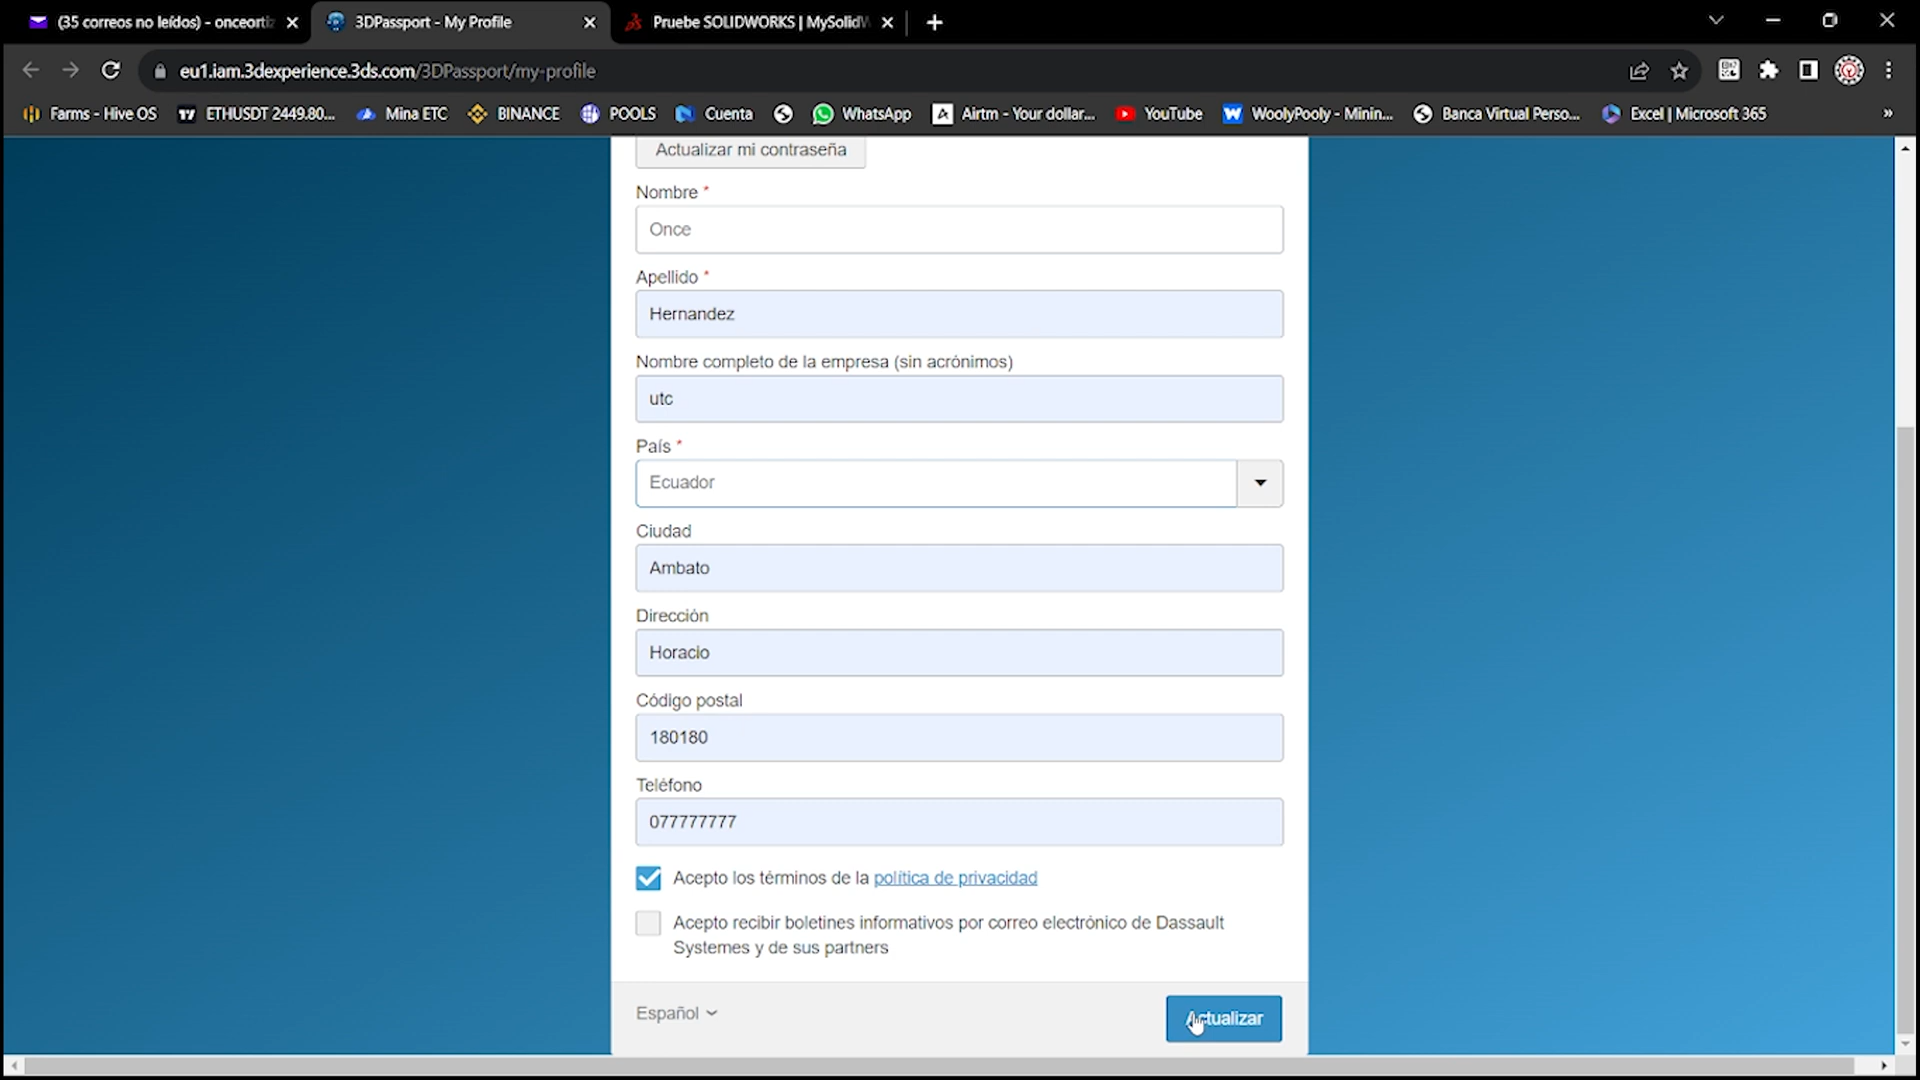 (35 correos no leídos) - onceorti
3DPassport - My Profile
Pruebe SOLIDWORKS | MySolidW
eu1.iam.3dexperience.3ds.com/3DPassport/my-profile
Farms - Hive OS
ETHUSDT 2449.80...
Mina ETC
BINANCE
POOLS
Cuenta
WhatsApp
Airtm - Your dollar...
YouTube
WoolyPooly - Minin...
Banca Virtual Perso...
Excel | Microsoft 365
»
Actualizar mi contraseña
Nombre *
Once
Apellido *
Hernandez
Nombre completo de la empresa (sin acrónimos)
utc
País *
Ecuador
Ciudad
Ambato
Dirección
Horacio
Código postal
180180
Teléfono
077777777
Acepto los términos de la política de privacidad
Acepto recibir boletines informativos por correo electrónico de Dassault
Systemes y de sus partners
Español
Actualizar